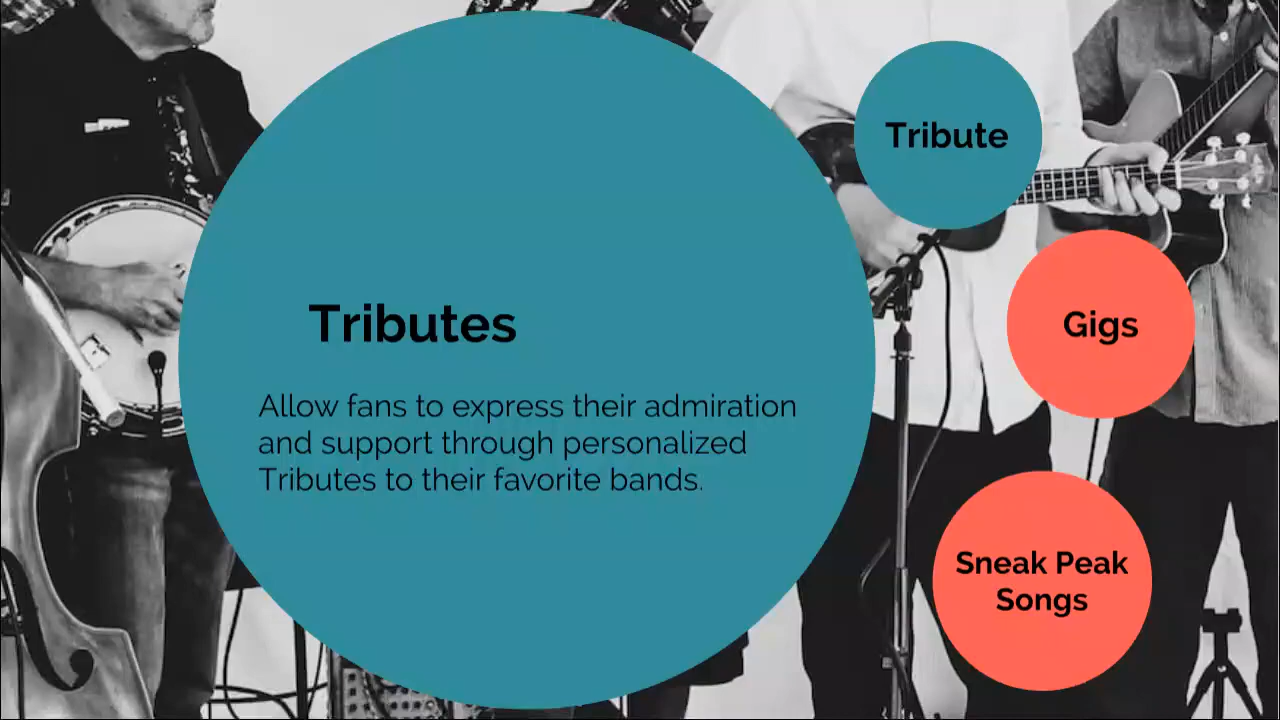 Tributes
Allow fans to express their admiration
and support through personalized
Tributes to their favorite bands.
Tribute
Gigs
Sneak Peak
Songs